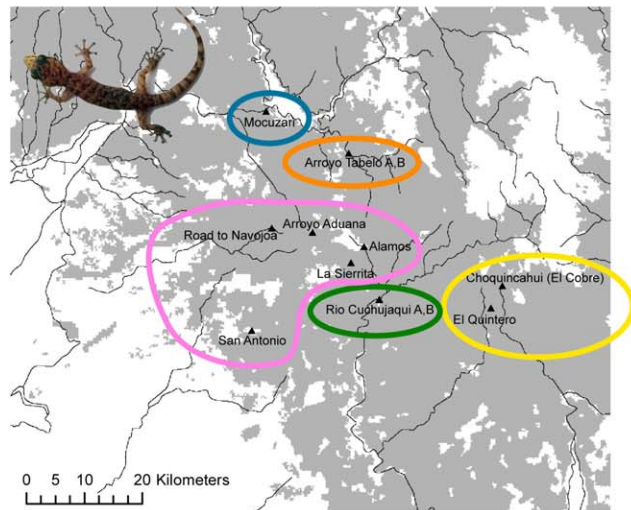 Mocuzari
Arroyo Tabelo A,B
Arroyo Aduana
Road to Navojoa
Alamos
La Sierrita
Choquincahui (El Cobre)
Rio Cuchujaqui A,B
El Quintero
San Antonio
0 5 10 20 Kilometers